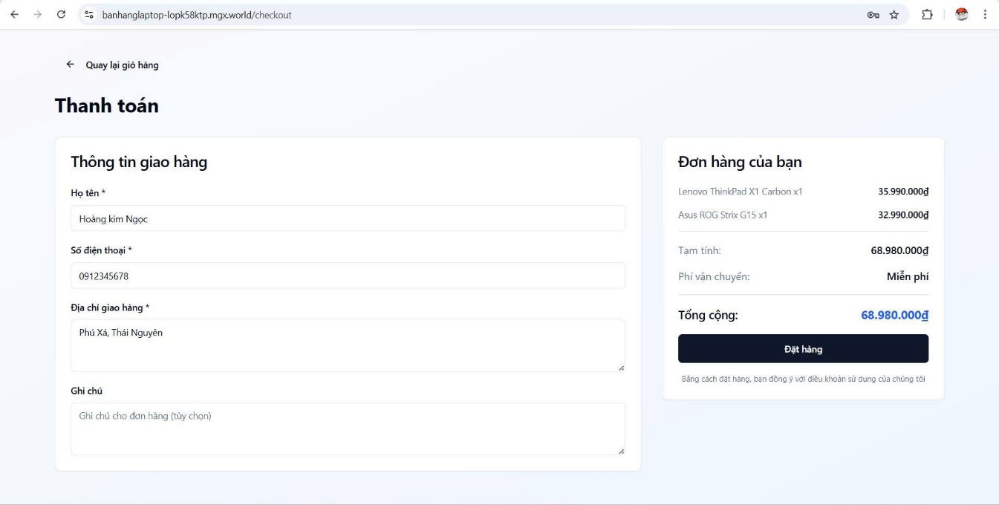 banhanglaptop-lopk58ktp.mgx.world/checkout
Quay lại giỏ hàng
Thanh toán
Thông tin giao hàng
Họ tên *
Hoàng kim Ngọc
Số điện thoại *
0912345678
Địa chỉ giao hàng *
Phú Xá, Thái Nguyên
Ghi chú
Ghi chú cho đơn hàng (tùy chọn)
Đơn hàng của bạn
Lenovo ThinkPad X1 Carbon x1 35.990.000₫
Asus ROG Strix G15 x1 32.990.000₫
Tạm tính: 68.980.000₫
Phí vận chuyển: Miễn phí
Tổng cộng: 68.980.000₫
Đặt hàng
Bằng cách đặt hàng, bạn đồng ý với điều khoản sử dụng của chúng tôi